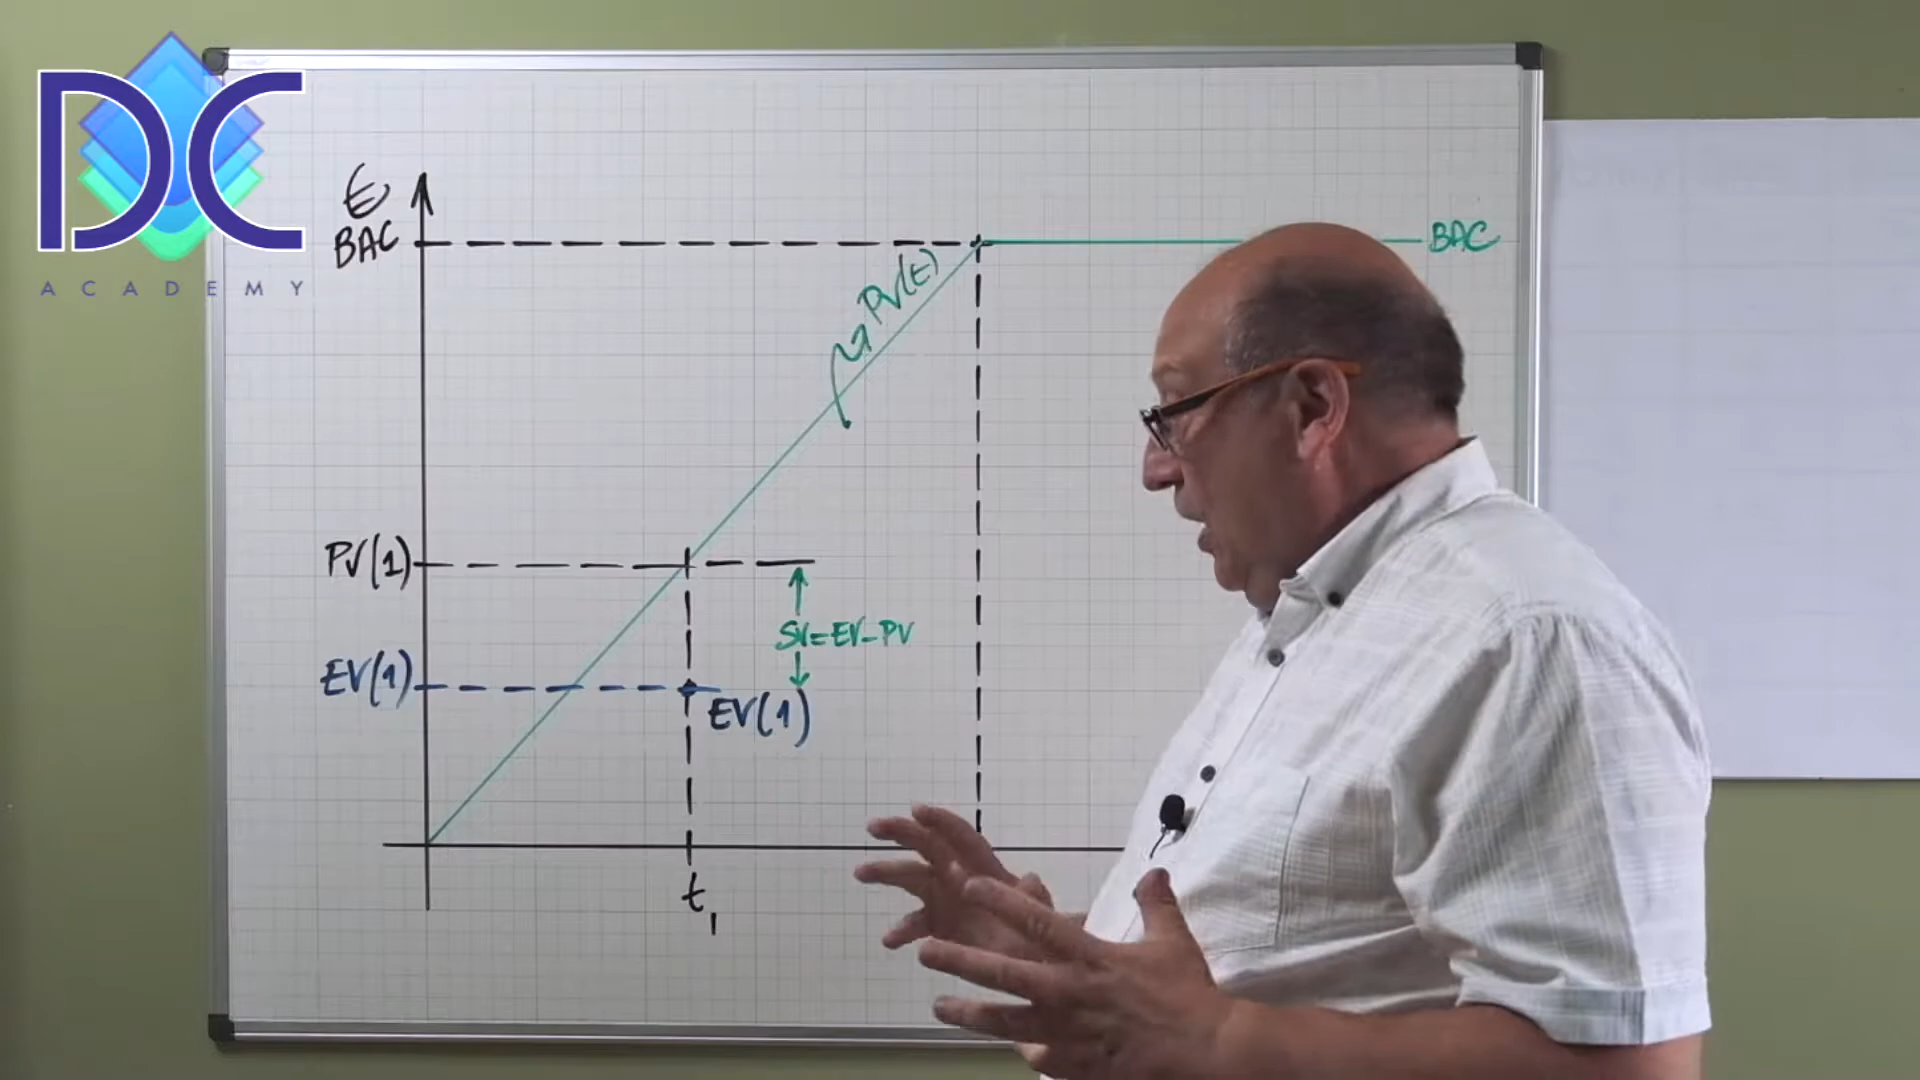 DC
ACADEMY
€
BAC
BAC
PV(t)
PV(1)
SV=EV-PV
EV(1)
EV(1)
t1